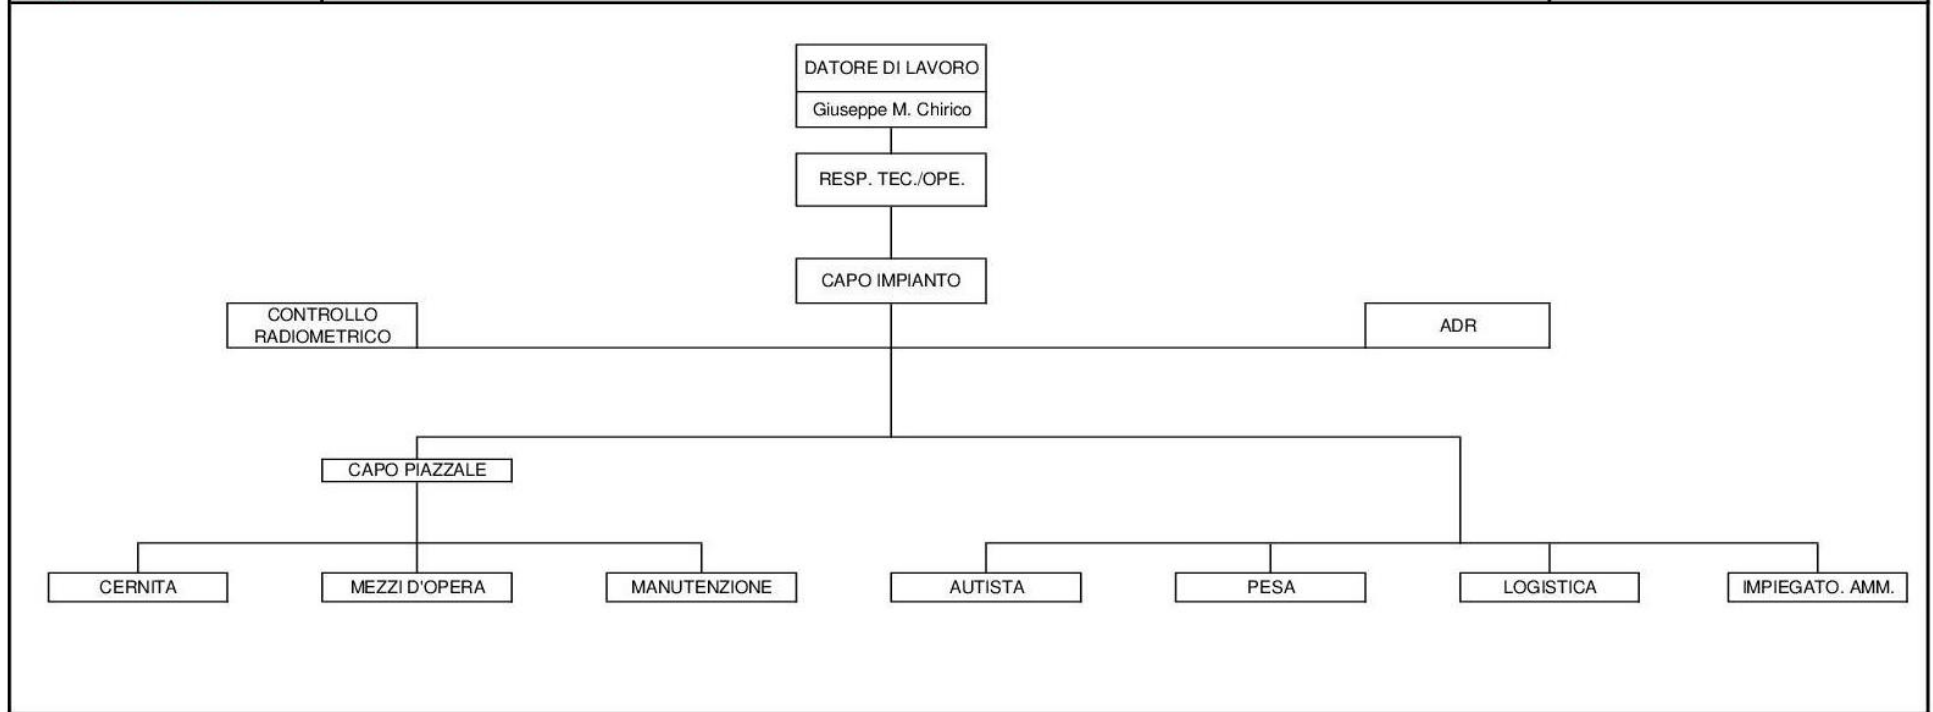 DATORE DI LAVORO
Giuseppe M. Chirico
RESP. TEC./OPE.
CAPO IMPIANTO
CONTROLLO
RADIOMETRICO
ADR
CAPO PIAZZALE
CERNITA
MEZZI D'OPERA
MANUTENZIONE
AUTISTA
PESA
LOGISTICA
IMPIEGATO. AMM.